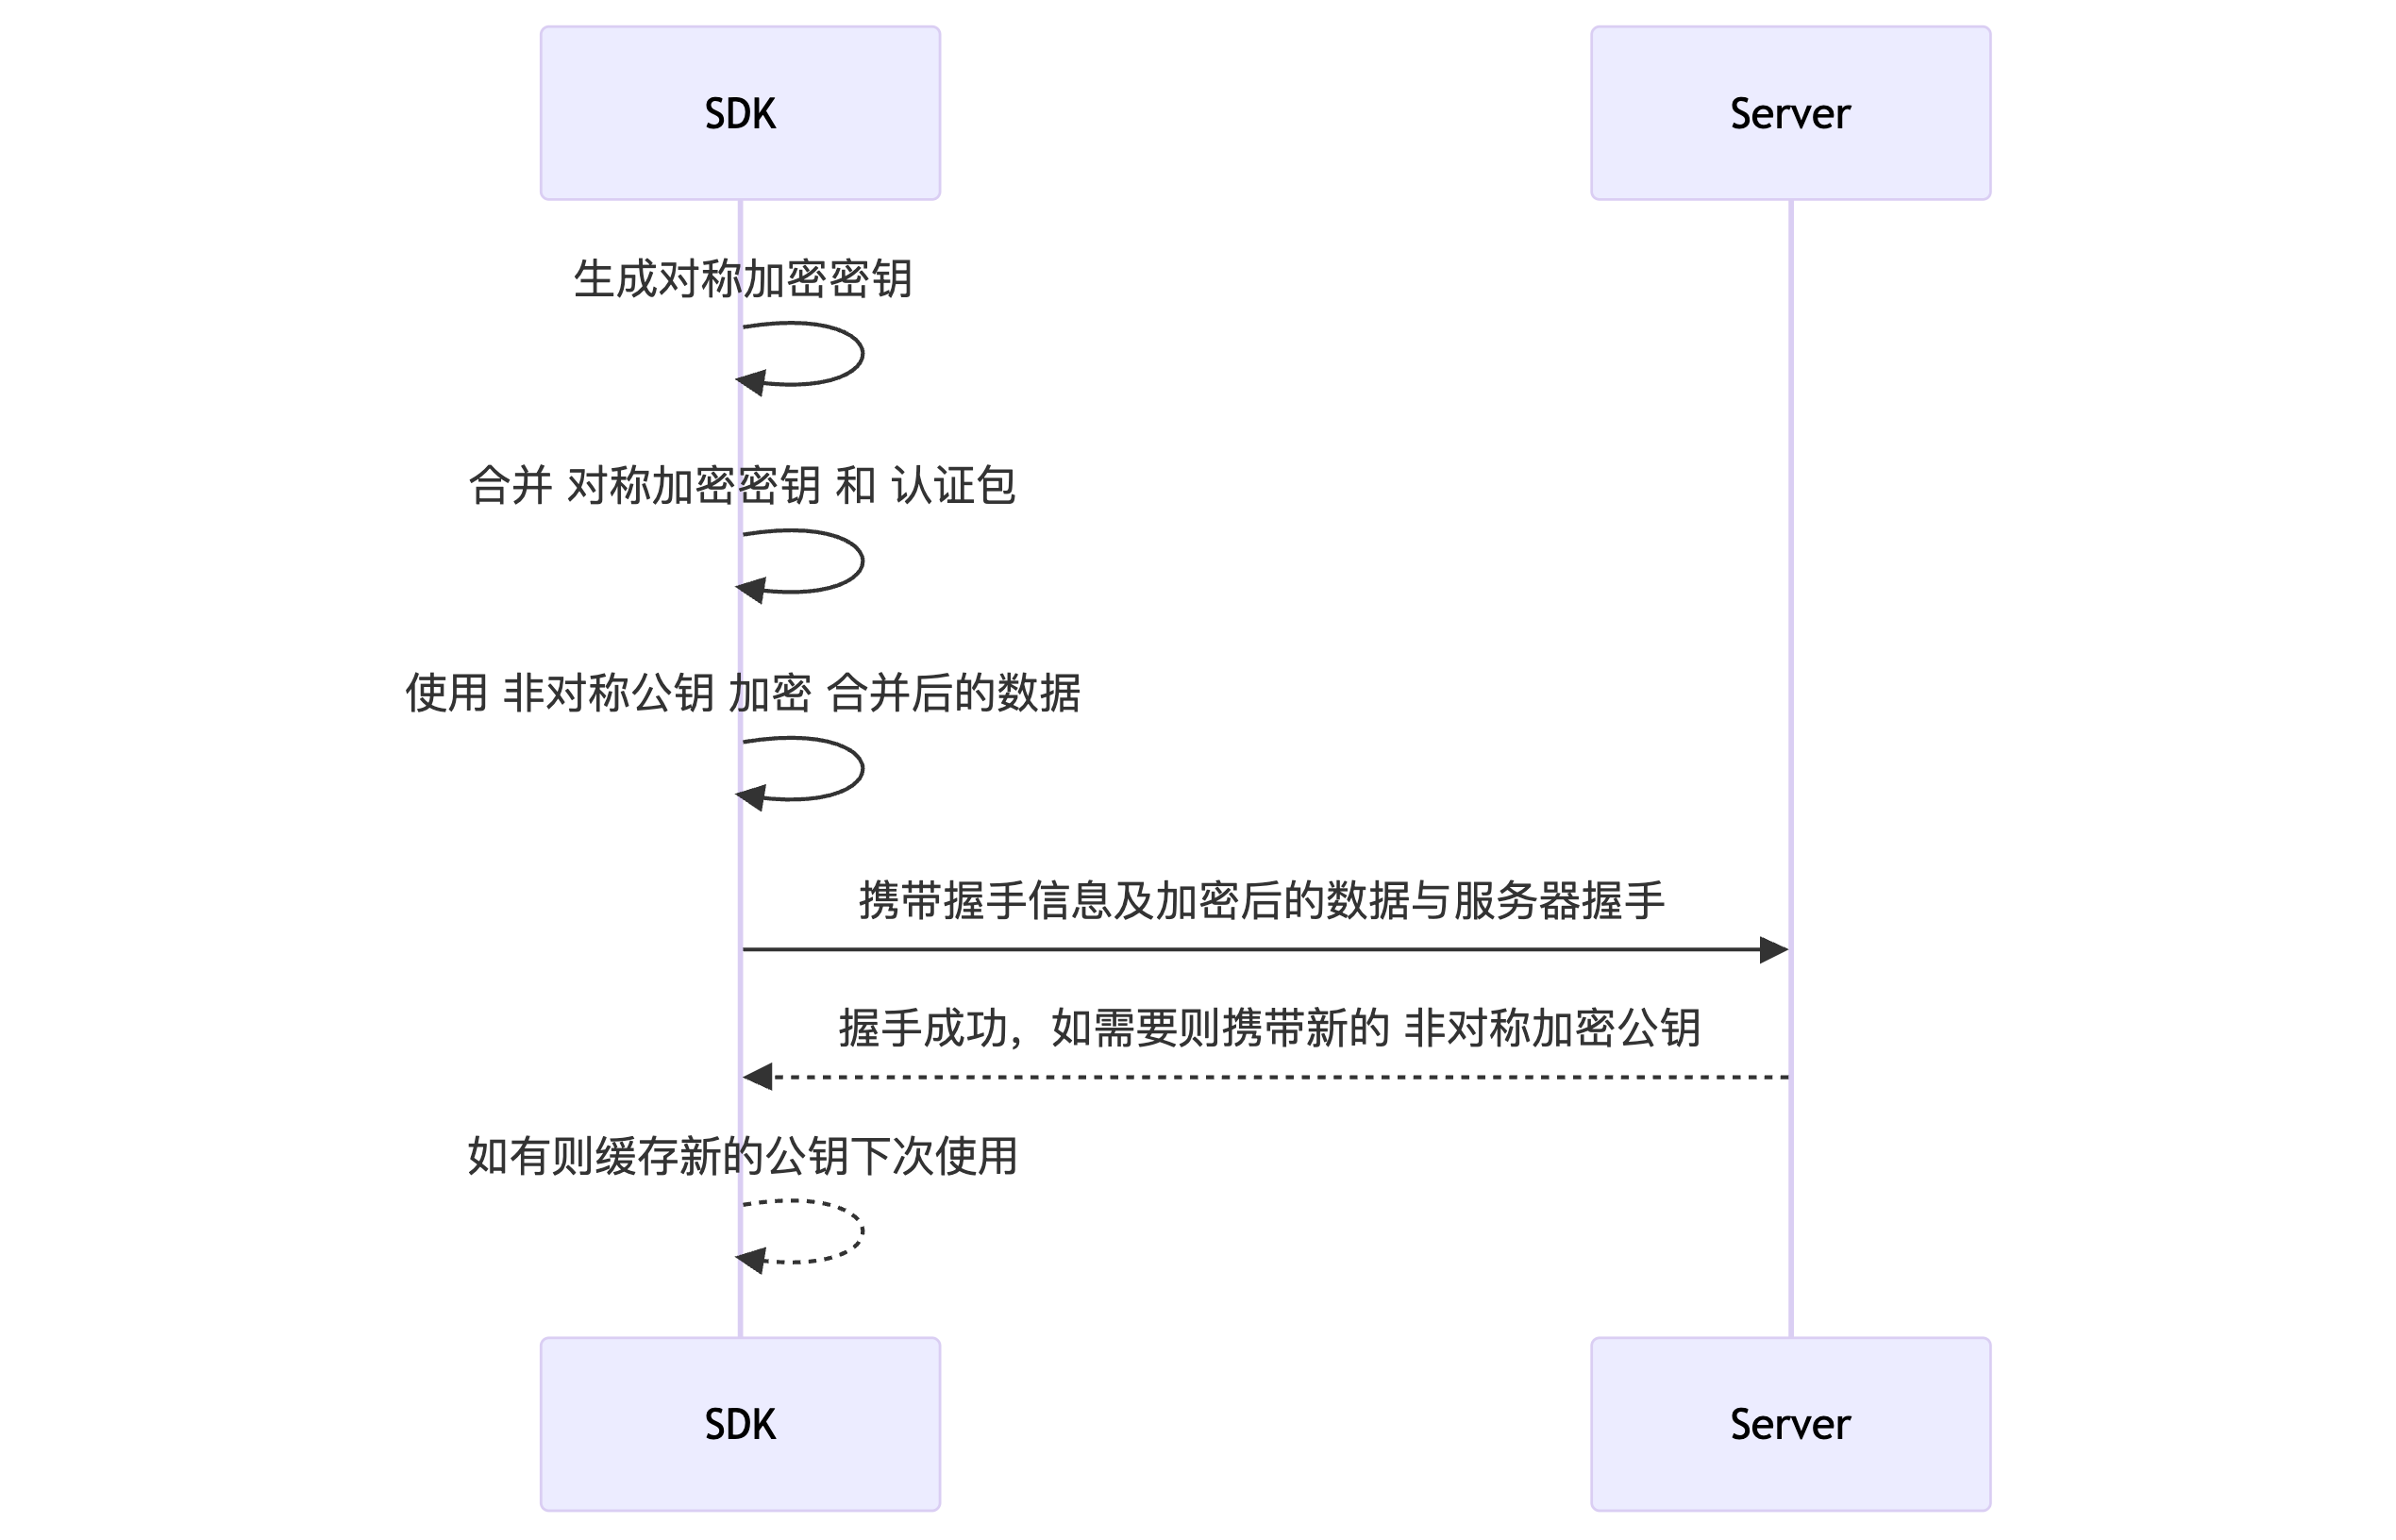 SDK
Server
生成对称加密密钥
合并 对称加密密钥 和 认证包
使用 非对称公钥 加密 合并后的数据
携带握手信息及加密后的数据与服务器握手
握手成功，如需要则携带新的 非对称加密公钥
如有则缓存新的公钥下次使用
SDK
Server